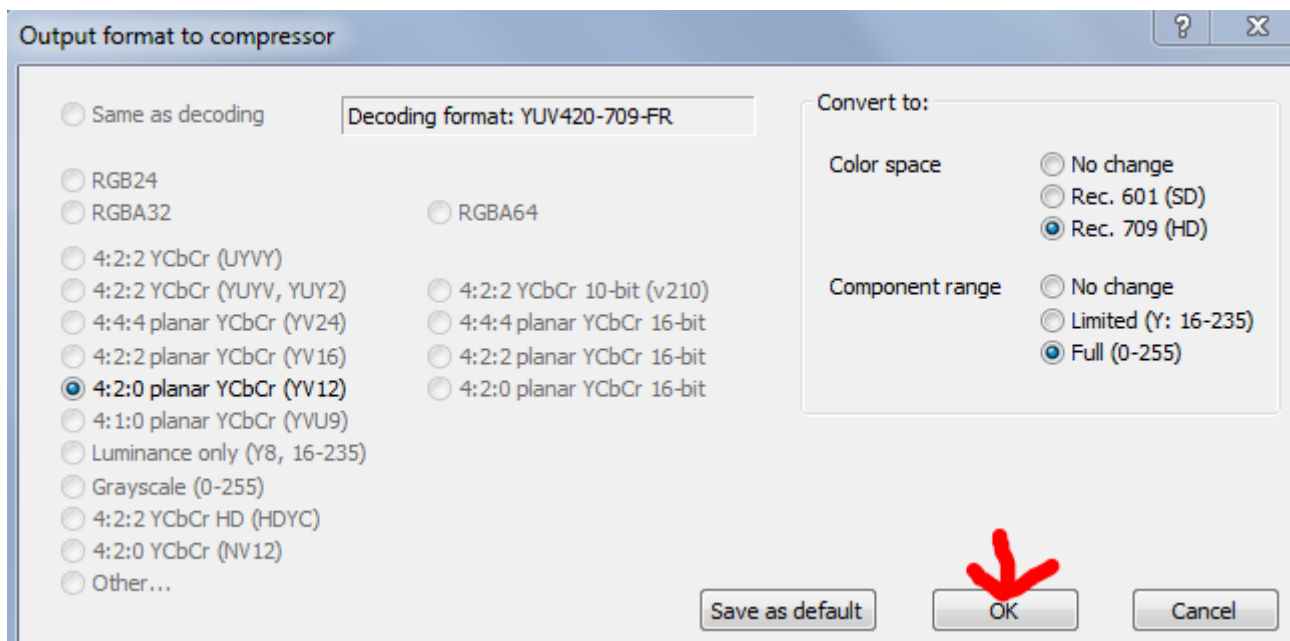 Output format to compressor
Same as decoding
Decoding format: YUV420-709-FR
RGB24
RGBA32
RGBA64
4:2:2 YCbCr (UYVY)
4:2:2 YCbCr (YUYV, YUY2)
4:2:2 YCbCr 10-bit (v210)
4:4:4 planar YCbCr (YV24)
4:4:4 planar YCbCr 16-bit
4:2:2 planar YCbCr (YV16)
4:2:2 planar YCbCr 16-bit
4:2:0 planar YCbCr (YV12)
4:2:0 planar YCbCr 16-bit
4:1:0 planar YCbCr (YVU9)
Luminance only (Y8, 16-235)
Grayscale (0-255)
4:2:2 YCbCr HD (HDYC)
4:2:0 YCbCr (NV12)
Other...
Convert to:
Color space
No change
Rec. 601 (SD)
Rec. 709 (HD)
Component range
No change
Limited (Y: 16-235)
Full (0-255)
Save as default
OK
Cancel